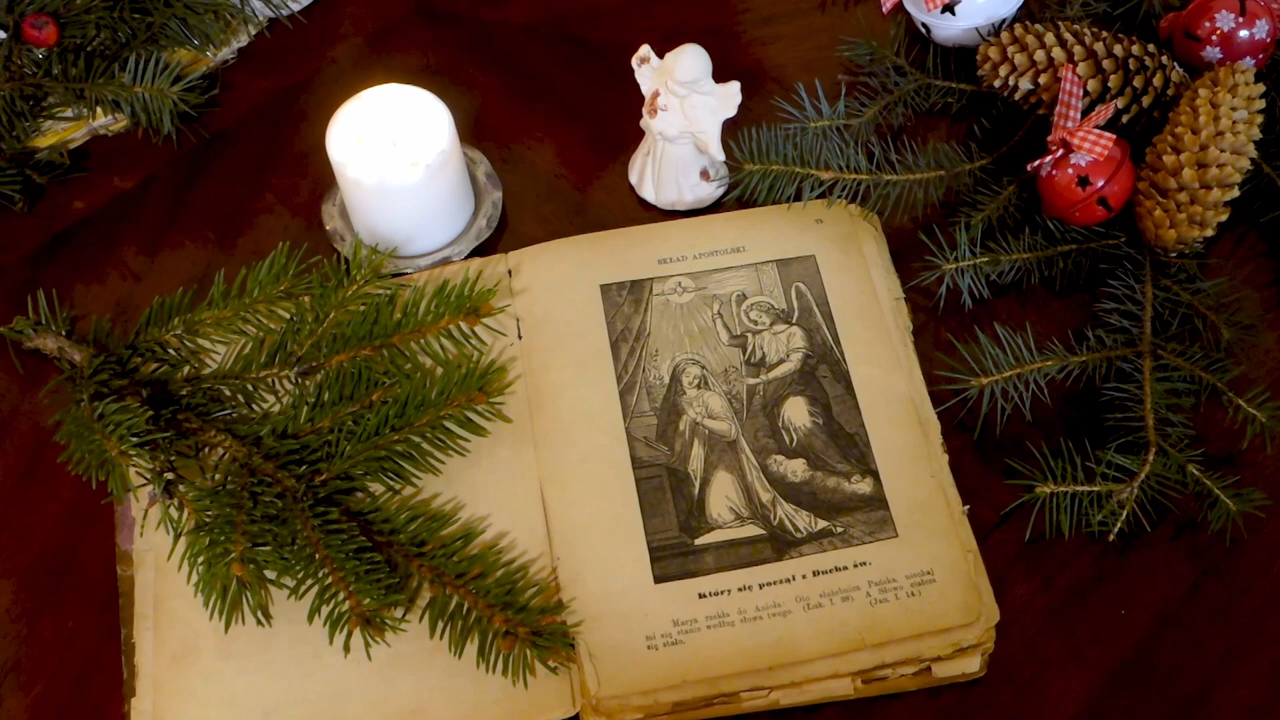 73
SKŁAD APOSTOLSKI.
Który się począł z Ducha św.
Marya rzekła do Anioła: Oto służebnica Pańska, niechaj
mi się stanie według słowa twego. (Łuk. I. 38). A Słowo ciałem
się stało. (Jan. I. 14.)